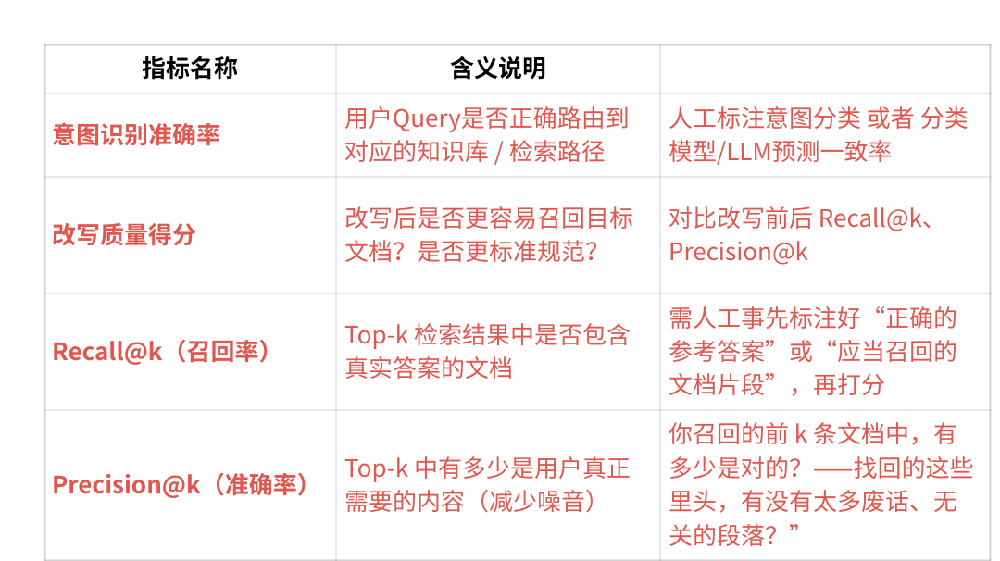 指标名称
含义说明
意图识别准确率
用户Query是否正确路由到
对应的知识库 / 检索路径
人工标注意图分类 或者 分类
模型/LLM预测一致率
改写质量得分
改写后是否更容易召回目标
文档？是否更标准规范？
对比改写前后 Recall@k、
Precision@k
Recall@k（召回率）
Top-k 检索结果中是否包含
真实答案的文档
需人工事先标注好“正确的
参考答案”或“应当召回的
文档片段”，再打分
Precision@k（准确率）
Top-k 中有多少是用户真正
需要的内容（减少噪音）
你召回的前 k 条文档中，有
多少是对的？——找回的这些
里头，有没有太多废话、无
关的段落？”